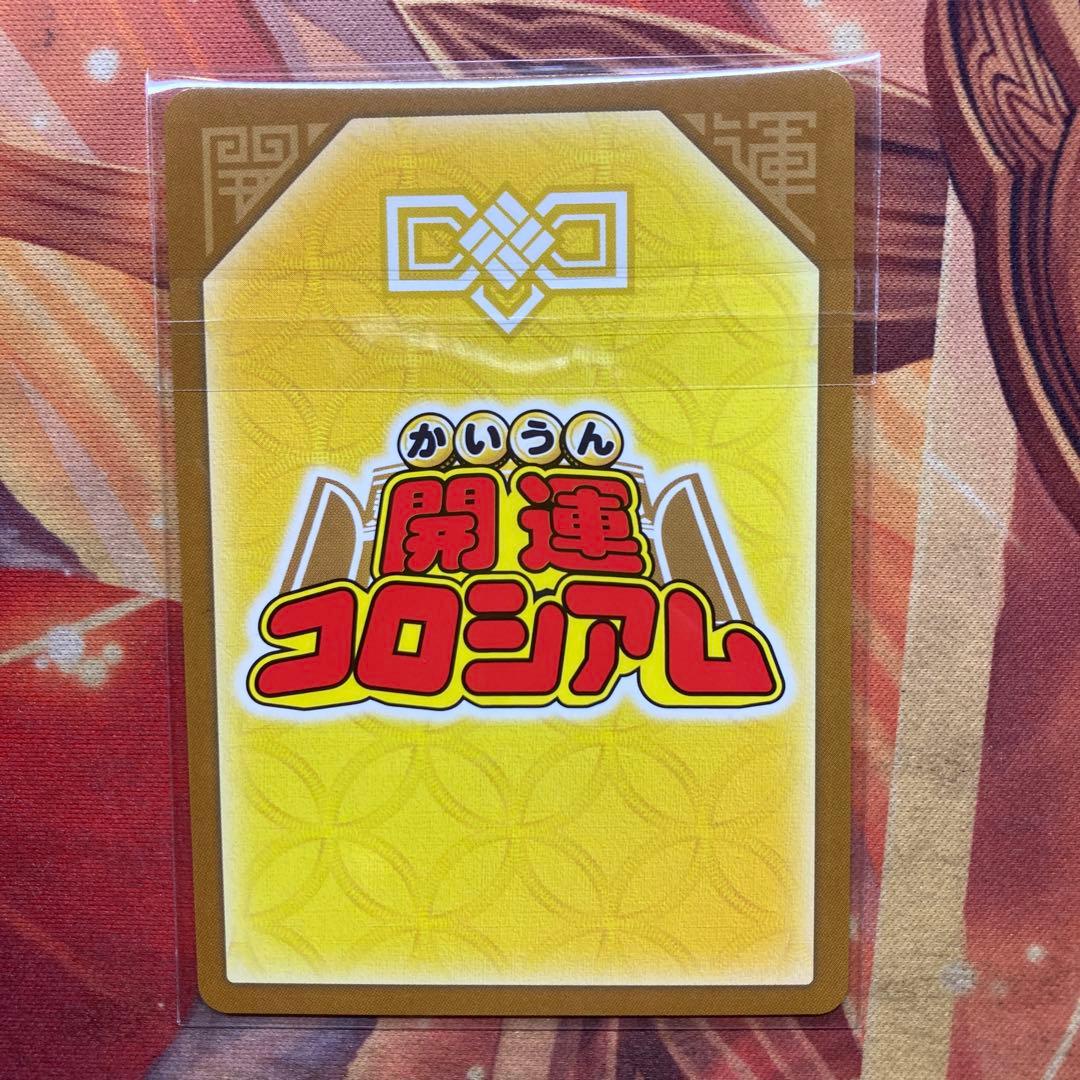 開 運
かいうん
開運
コロシアム